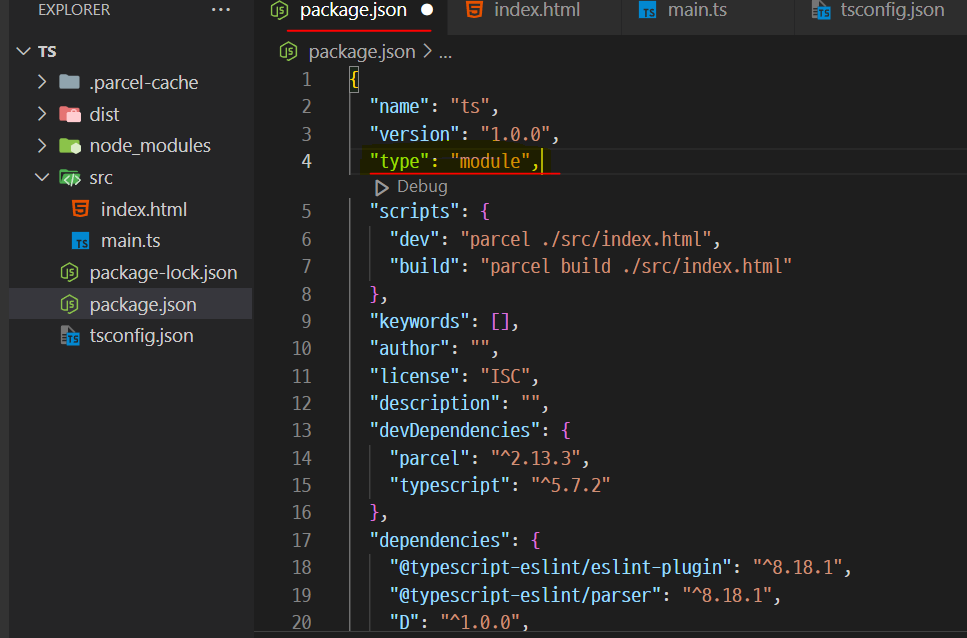 EXPLORER ...
TS
.parcel-cache
dist
node_modules
src
index.html
main.ts
package-lock.json
package.json
tsconfig.json
package.json index.html main.ts tsconfig.json
package.json > ...
1 {
2 "name": "ts",
3 "version": "1.0.0",
4 "type": "module",
Debug
5 "scripts": {
6 "dev": "parcel ./src/index.html",
7 "build": "parcel build ./src/index.html"
8 },
9 "keywords": [],
10 "author": "",
11 "license": "ISC",
12 "description": "",
13 "devDependencies": {
14 "parcel": "^2.13.3",
15 "typescript": "^5.7.2"
16 },
17 "dependencies": {
18 "@typescript-eslint/eslint-plugin": "^8.18.1",
19 "@typescript-eslint/parser": "^8.18.1",
20 "D": "^1.0.0",